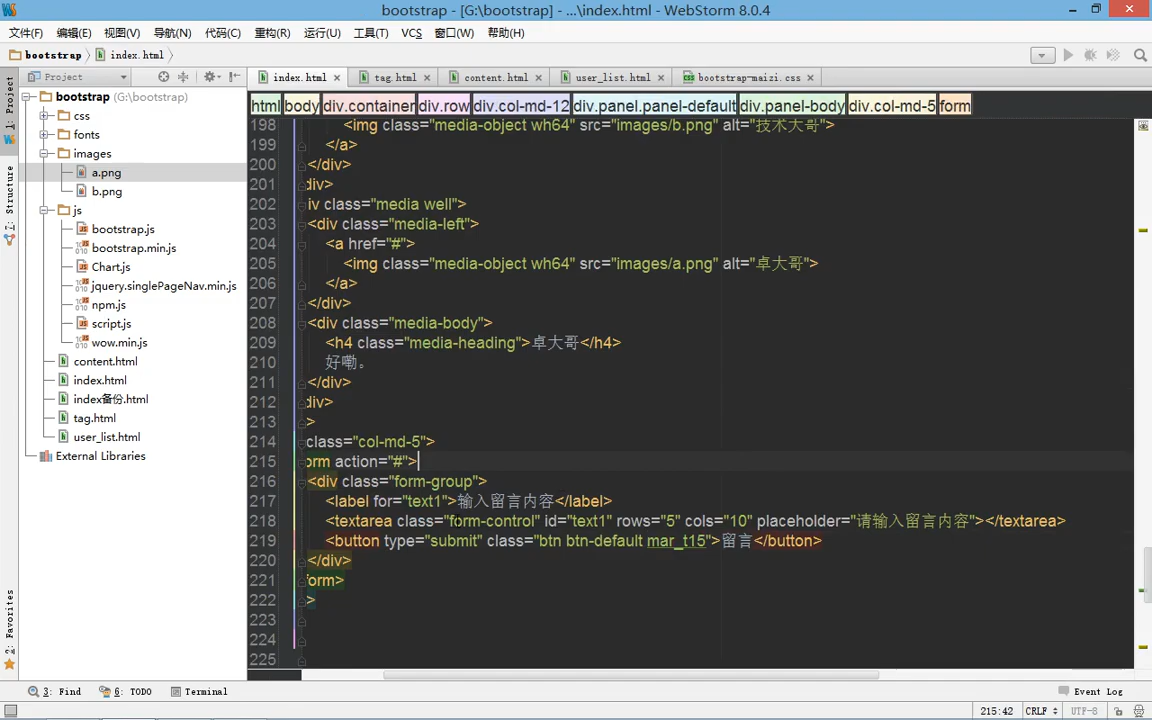 bootstrap - [G:\bootstrap] - ...\index.html - WebStorm 8.0.4
文件(F) 编辑(E) 视图(V) 导航(N) 代码(C) 重构(R) 运行(U) 工具(T) VCS 窗口(W) 帮助(H)
bootstrap index.html
Project
index.html tag.html content.html user_list.html bootstrap-maizi.css
html body div.container div.row div.col-md-12 div.panel.panel-default div.panel-body div.col-md-5 form
1: Project
7: Structure
2: Favorites
bootstrap (G:\bootstrap)
css
fonts
images
a.png
b.png
js
bootstrap.js
bootstrap.min.js
Chart.js
jquery.singlePageNav.min.js
npm.js
script.js
wow.min.js
content.html
index.html
index备份.html
tag.html
user_list.html
External Libraries
198 <img class="media-object wh64" src="images/b.png" alt="技术大哥">
199 </a>
200 </div>
201 div>
202 iv class="media well">
203 <div class="media-left">
204 <a href="#">
205 <img class="media-object wh64" src="images/a.png" alt="卓大哥">
206 </a>
207 </div>
208 <div class="media-body">
209 <h4 class="media-heading">卓大哥</h4>
210 好嘞。
211 </div>
212 div>
213 >
214 class="col-md-5">
215 orm action="#">
216 <div class="form-group">
217 <label for="text1">输入留言内容</label>
218 <textarea class="form-control" id="text1" rows="5" cols="10" placeholder="请输入留言内容"></textarea>
219 <button type="submit" class="btn btn-default mar_t15">留言</button>
220 </div>
221 form>
222 >
223
224
225
3: Find 6: TODO Terminal Event Log
215:42 CRLF UTF-8